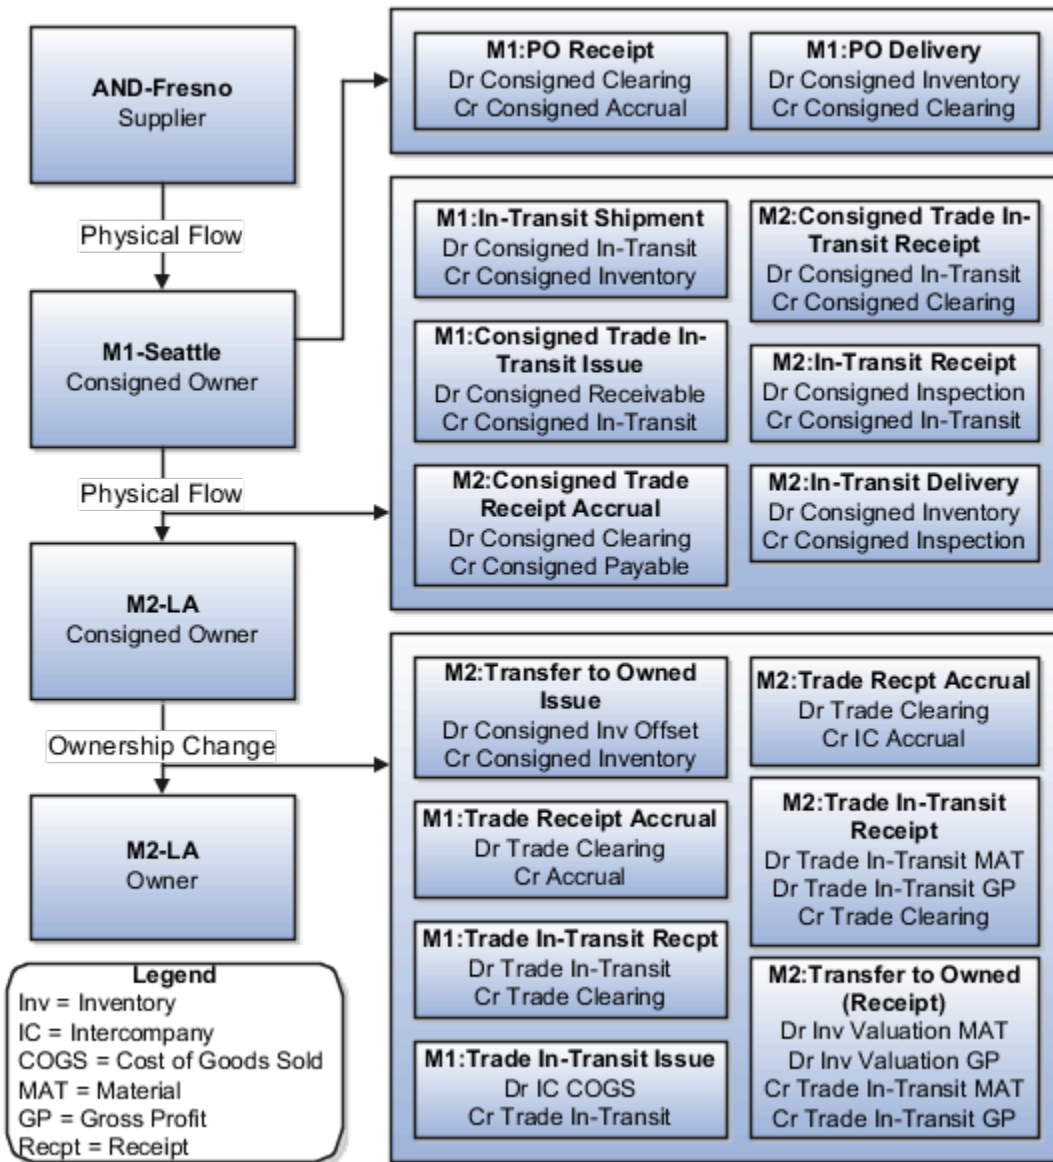 AND-Fresno
Supplier
Physical Flow
M1-Seattle
Consigned Owner
Physical Flow
M2-LA
Consigned Owner
Ownership Change
M2-LA
Owner
Legend
Inv = Inventory
IC = Intercompany
COGS = Cost of Goods Sold
MAT = Material
GP = Gross Profit
Recpt = Receipt
M1:PO Receipt
Dr Consigned Clearing
Cr Consigned Accrual
M1:PO Delivery
Dr Consigned Inventory
Cr Consigned Clearing
M1:In-Transit Shipment
Dr Consigned In-Transit
Cr Consigned Inventory
M1:Consigned Trade In-
Transit Issue
Dr Consigned Receivable
Cr Consigned In-Transit
M2:Consigned Trade
Receipt Accrual
Dr Consigned Clearing
Cr Consigned Payable
M2:Consigned Trade In-
Transit Receipt
Dr Consigned In-Transit
Cr Consigned Clearing
M2:In-Transit Receipt
Dr Consigned Inspection
Cr Consigned In-Transit
M2:In-Transit Delivery
Dr Consigned Inventory
Cr Consigned Inspection
M2:Transfer to Owned
Issue
Dr Consigned Inv Offset
Cr Consigned Inventory
M1:Trade Receipt Accrual
Dr Trade Clearing
Cr Accrual
M1:Trade In-Transit Recpt
Dr Trade In-Transit
Cr Trade Clearing
M1:Trade In-Transit Issue
Dr IC COGS
Cr Trade In-Transit
M2:Trade Recpt Accrual
Dr Trade Clearing
Cr IC Accrual
M2:Trade In-Transit
Receipt
Dr Trade In-Transit MAT
Dr Trade In-Transit GP
Cr Trade Clearing
M2:Transfer to Owned
(Receipt)
Dr Inv Valuation MAT
Dr Inv Valuation GP
Cr Trade In-Transit MAT
Cr Trade In-Transit GP